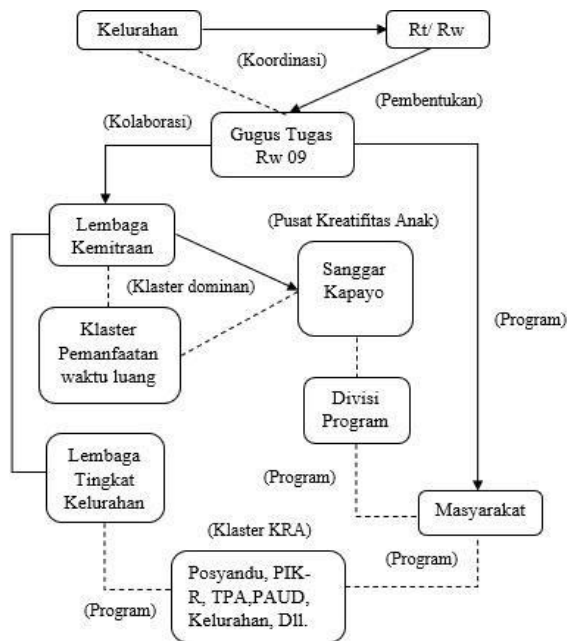 Kelurahan
Rt/ Rw
(Koordinasi)
(Pembentukan)
(Kolaborasi)
Gugus Tugas
Rw 09
Lembaga
Kemitraan
(Pusat Kreatifitas Anak)
Sanggar
Kapayo
(Klaster dominan)
Klaster
Pemanfaatan
waktu luang
(Program)
Divisi
Program
Lembaga
Tingkat
Kelurahan
(Program)
Masyarakat
(Klaster KRA)
Posyandu, PIK-
R, TPA,PAUD,
Kelurahan, Dll.
(Program)
(Program)